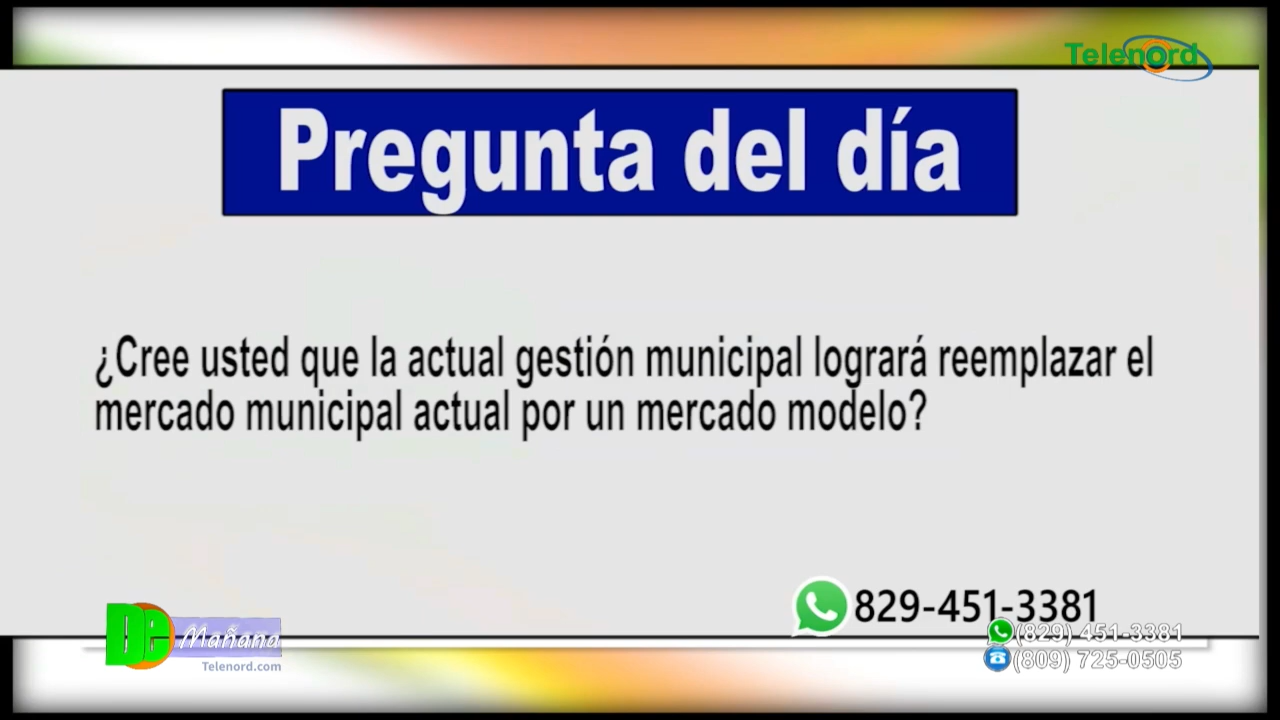 Telenord
Pregunta del día
¿Cree usted que la actual gestión municipal logrará reemplazar el
mercado municipal actual por un mercado modelo?
829-451-3381
(829) 451-3381
(809) 725-0505
De Mañana
Telenord.com